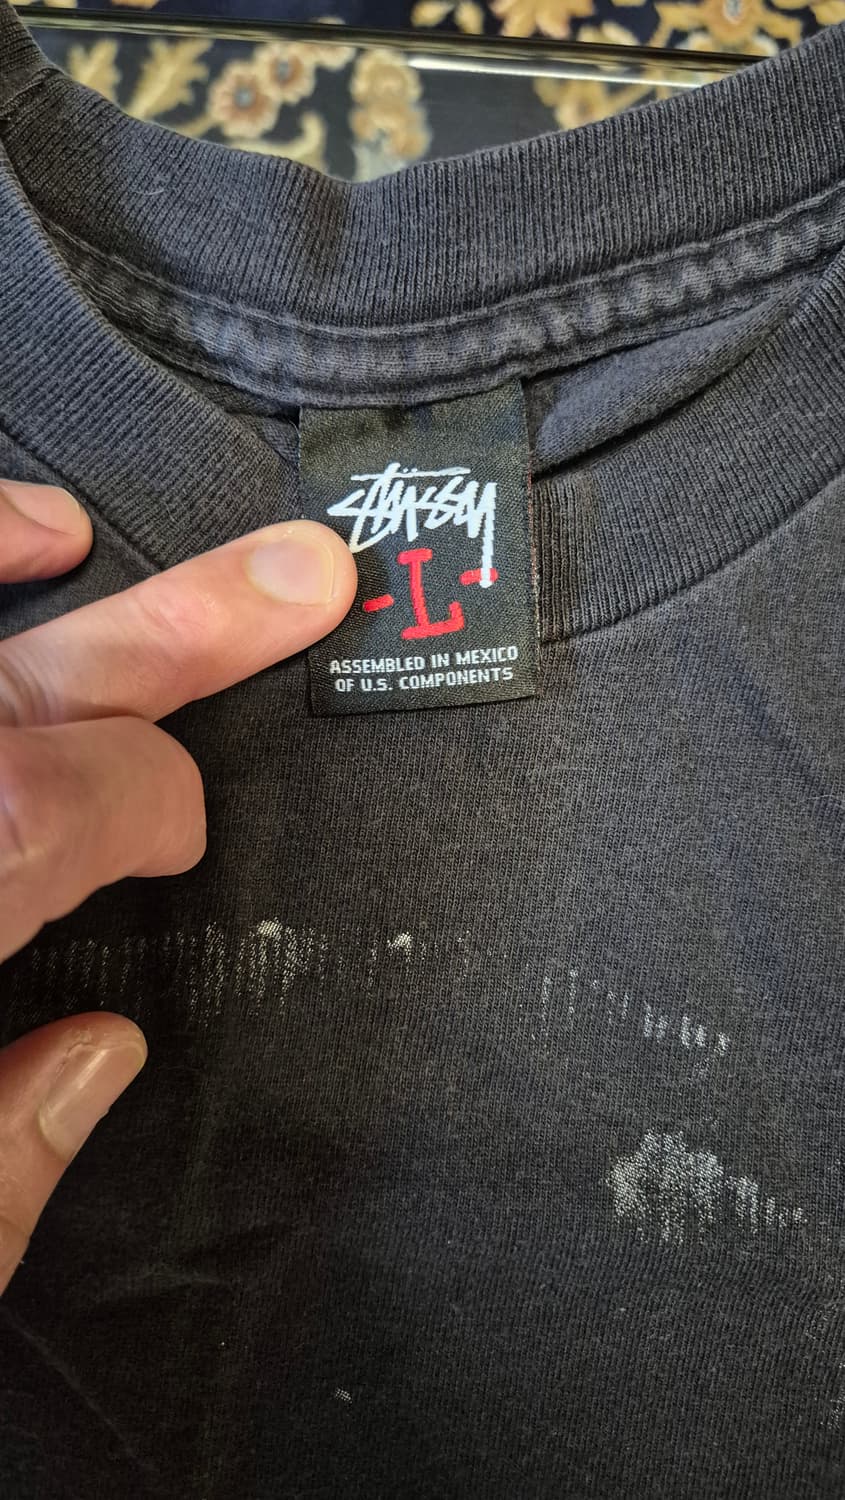 STÜSSY
-L-
ASSEMBLED IN MEXICO
OF U.S. COMPONENTS